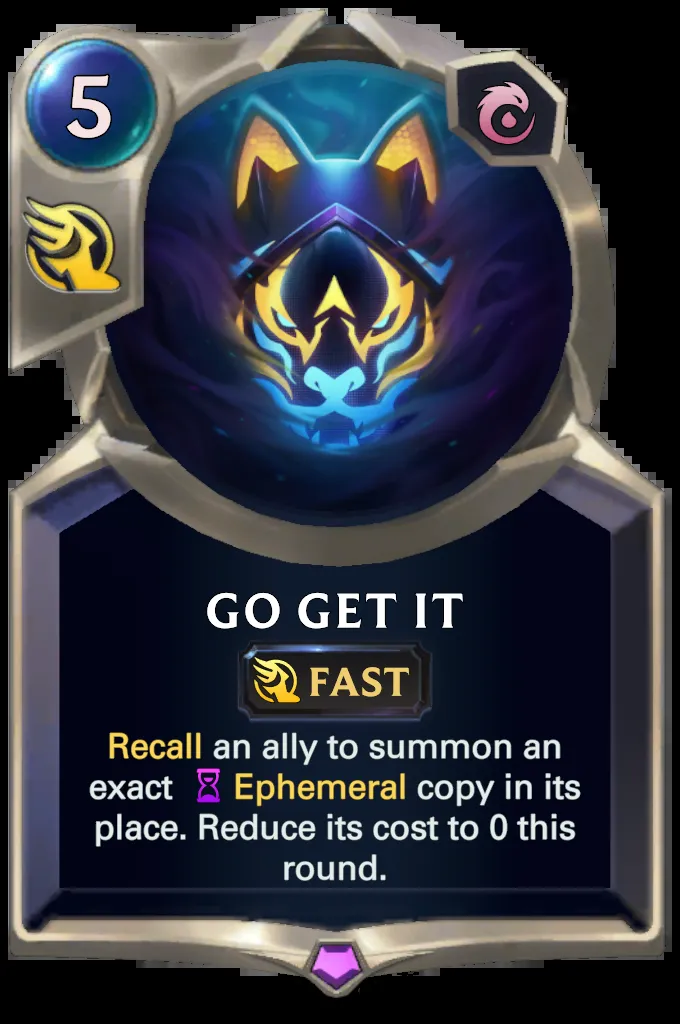 5
GO GET IT
FAST
Recall an ally to summon an
exact Ephemeral copy in its
place. Reduce its cost to 0 this
round.